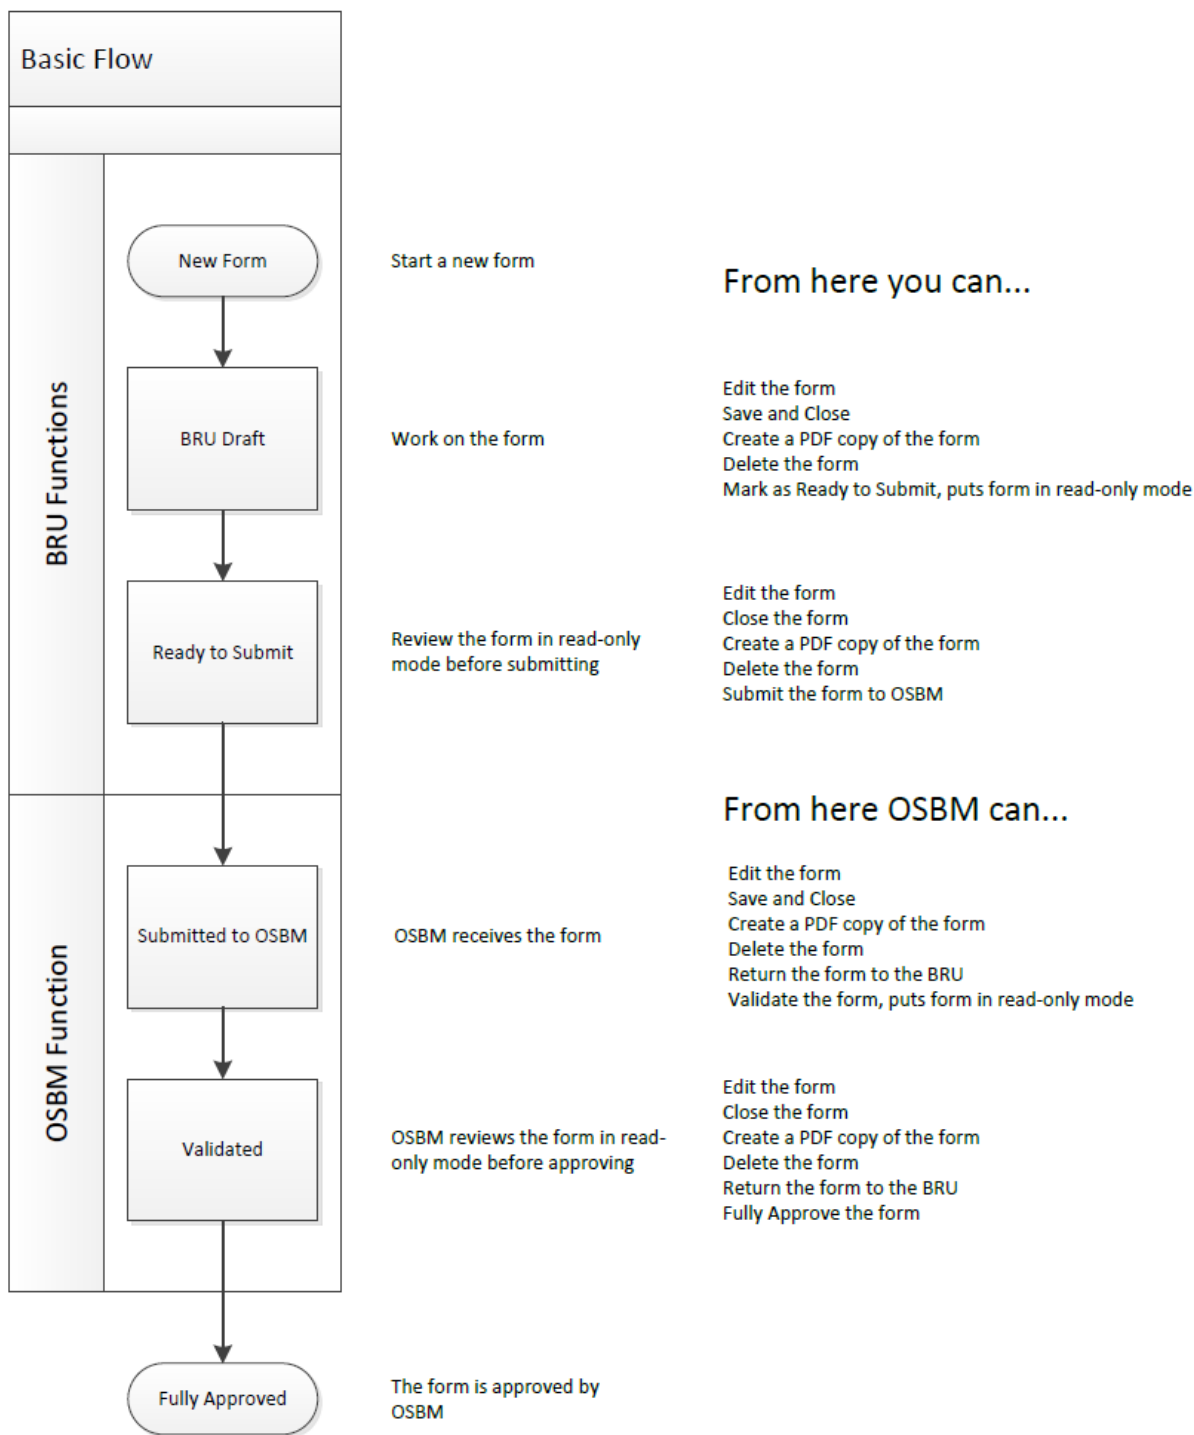 Basic Flow
BRU Functions
New Form
Start a new form
From here you can...
BRU Draft
Work on the form
Edit the form
Save and Close
Create a PDF copy of the form
Delete the form
Mark as Ready to Submit, puts form in read-only mode
Ready to Submit
Review the form in read-only
mode before submitting
Edit the form
Close the form
Create a PDF copy of the form
Delete the form
Submit the form to OSBM
OSBM Function
From here OSBM can...
Submitted to OSBM
OSBM receives the form
Edit the form
Save and Close
Create a PDF copy of the form
Delete the form
Return the form to the BRU
Validate the form, puts form in read-only mode
Validated
OSBM reviews the form in read-
only mode before approving
Edit the form
Close the form
Create a PDF copy of the form
Delete the form
Return the form to the BRU
Fully Approve the form
Fully Approved
The form is approved by
OSBM